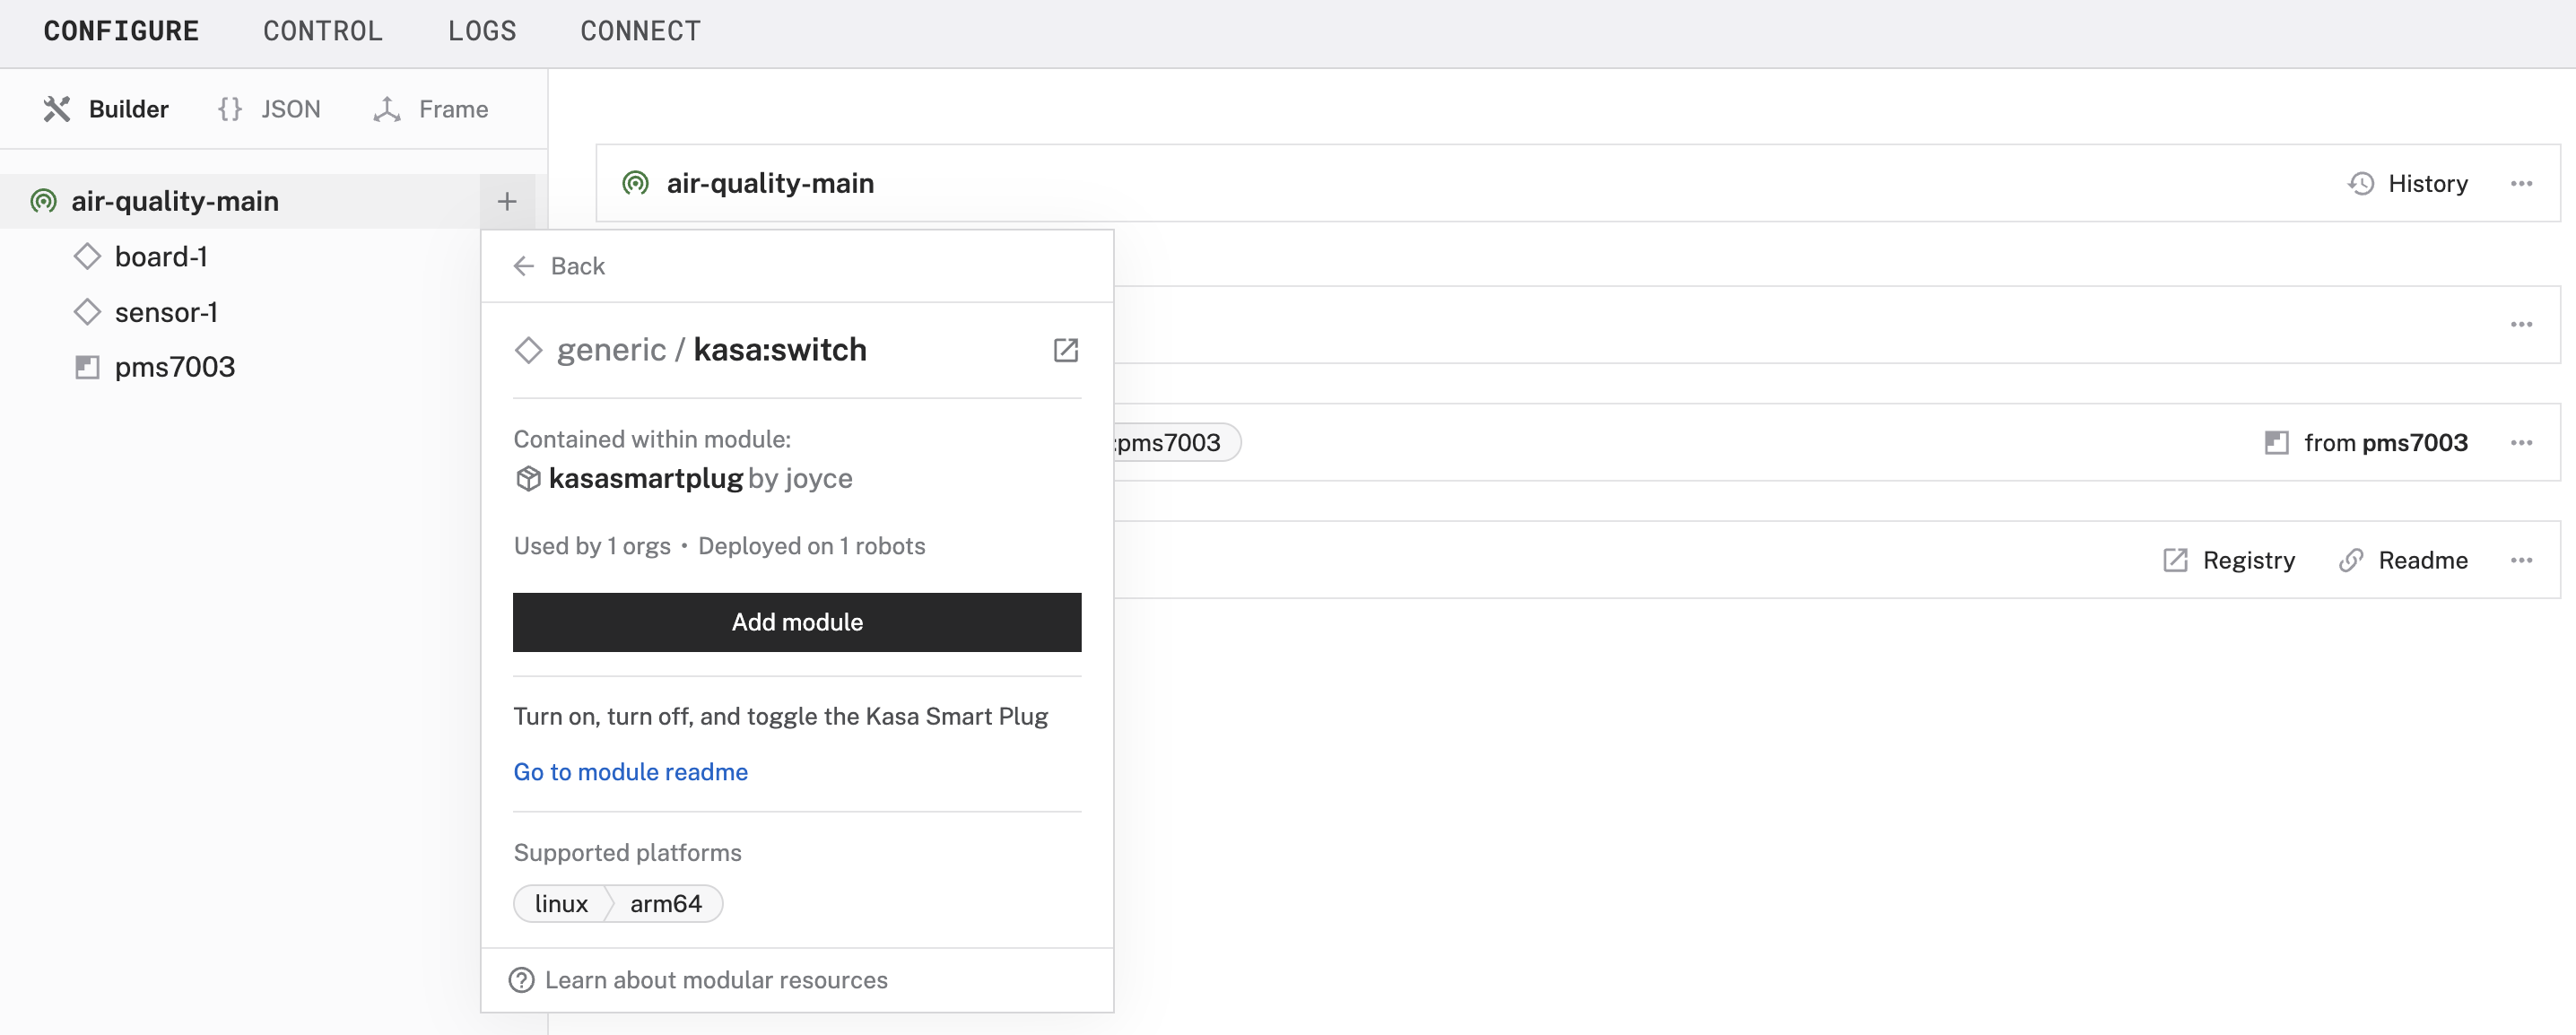 CONFIGURE CONTROL LOGS CONNECT
Builder {} JSON Frame
air-quality-main +
board-1
sensor-1
pms7003
air-quality-main History ...
Back
generic / kasa:switch
Contained within module:
kasasmartplug by joyce
Used by 1 orgs • Deployed on 1 robots
Add module
Turn on, turn off, and toggle the Kasa Smart Plug
Go to module readme
Supported platforms
linux arm64
Learn about modular resources
...
:pms7003 from pms7003 ...
Registry Readme ...